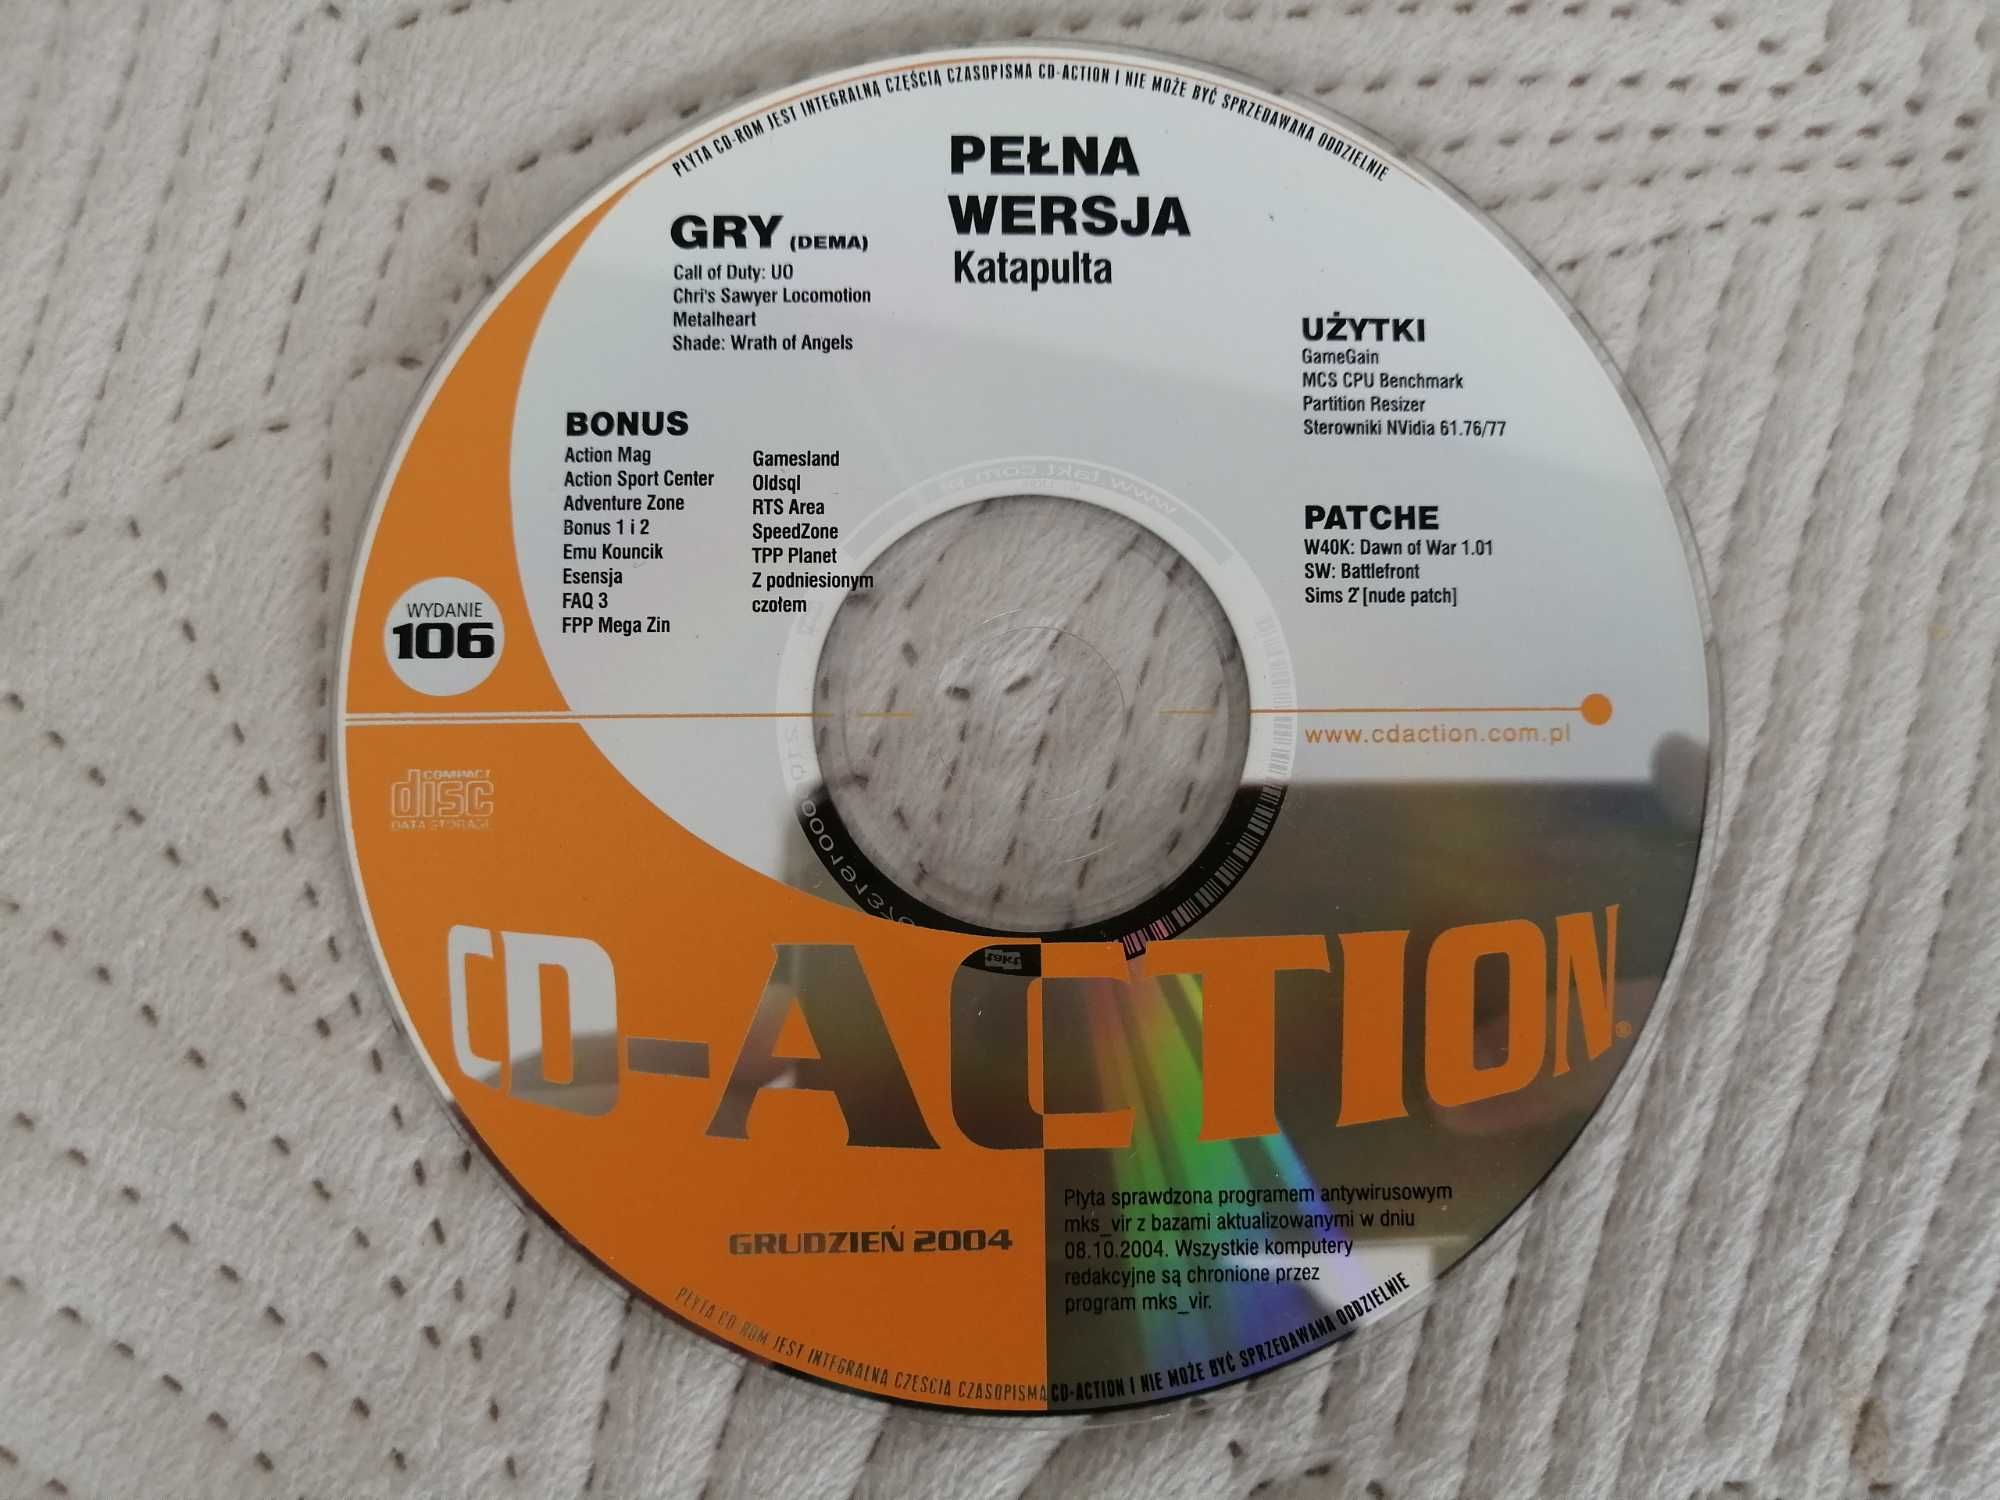 PŁYTA CD-ROM JEST INTEGRALNĄ CZĘŚCIĄ CZASOPISMA CD-ACTION I NIE MOŻE BYĆ SPRZEDAWANA ODDZIELNIE
PEŁNA
WERSJA
Katapulta
GRY (DEMA)
Call of Duty: UO
Chri's Sawyer Locomotion
Metalheart
Shade: Wrath of Angels
UŻYTKI
GameGain
MCS CPU Benchmark
Partition Resizer
Sterowniki NVidia 61.76/77
BONUS
Action Mag
Action Sport Center
Adventure Zone
Bonus 1 i 2
Emu Kouncik
Esensja
FAQ 3
FPP Mega Zin
Gamesland
Oldsql
RTS Area
SpeedZone
TPP Planet
Z podniesionym
czołem
PATCHE
W40K: Dawn of War 1.01
SW: Battlefront
Sims 2 [nude patch]
WYDANIE
106
www.cdaction.com.pl
COMPACT
disc
DATA STORAGE
www.takt.com.pl
takt
CD-ACTION®
GRUDZIEŃ 2004
Płyta sprawdzona programem antywirusowym
mks_vir z bazami aktualizowanymi w dniu
08.10.2004. Wszystkie komputery
redakcyjne są chronione przez
program mks_vir.
PŁYTA CD-ROM JEST INTEGRALNĄ CZĘŚCIĄ CZASOPISMA CD-ACTION I NIE MOŻE BYĆ SPRZEDAWANA ODDZIELNIE